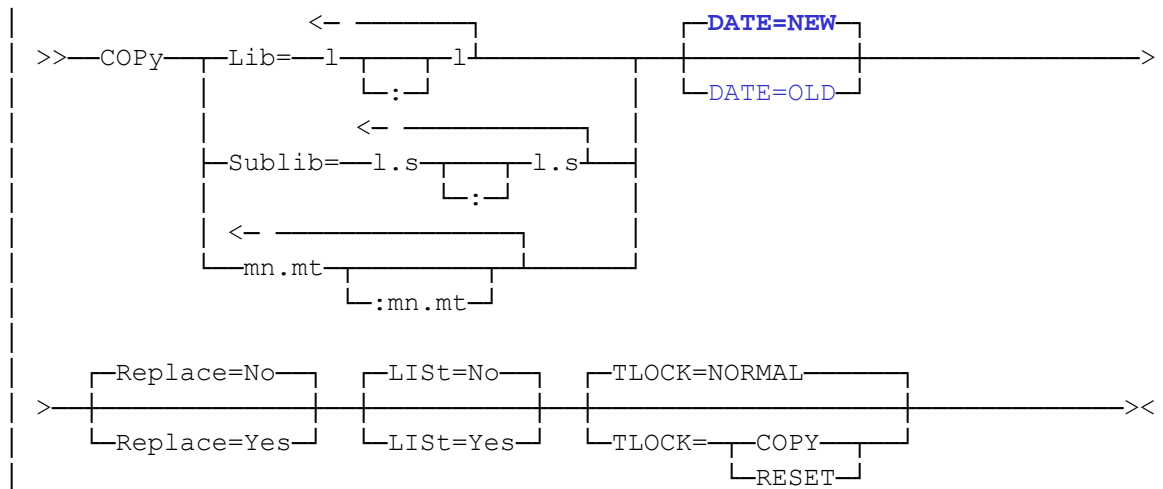 <─ DATE=NEW
>>──COPy Lib=──l : l >
DATE=OLD
<─
Sublib=──l.s : l.s
<─
mn.mt
:mn.mt
Replace=No LISt=No TLOCK=NORMAL
> ><
Replace=Yes LISt=Yes TLOCK= COPY
RESET